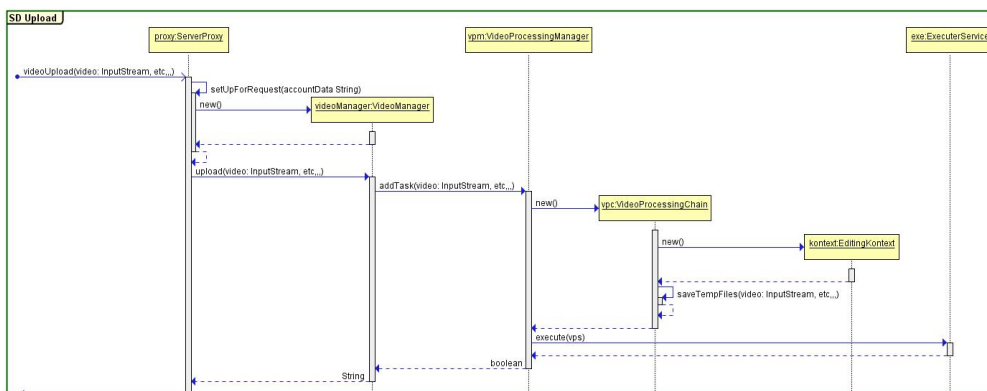 SD Upload
proxy:ServerProxy
vpm:VideoProcessingManager
exe:ExecuterService
videoUpload(video: InputStream, etc,,,)
setUpForRequest(accountData String)
new()
videoManager:VideoManager
upload(video: InputStream, etc,,,)
addTask(video: InputStream, etc,,,)
new()
vpc:VideoProcessingChain
new()
kontext:EditingKontext
saveTempFiles(video: InputStream, etc,,,)
execute(vps)
boolean
String